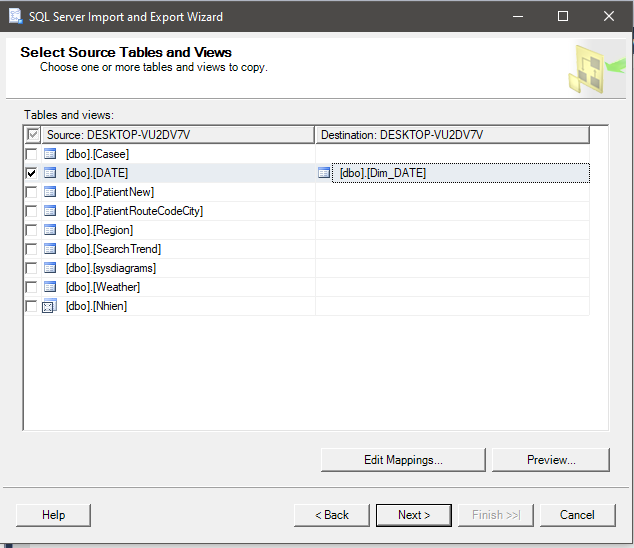 SQL Server Import and Export Wizard
Select Source Tables and Views
Choose one or more tables and views to copy.
Tables and views:
Source: DESKTOP-VU2DV7V Destination: DESKTOP-VU2DV7V
[dbo].[Casee]
[dbo].[DATE] [dbo].[Dim_DATE]
[dbo].[PatientNew]
[dbo].[PatientRouteCodeCity]
[dbo].[Region]
[dbo].[SearchTrend]
[dbo].[sysdiagrams]
[dbo].[Weather]
[dbo].[Nhien]
Edit Mappings... Preview...
Help < Back Next > Finish >>| Cancel